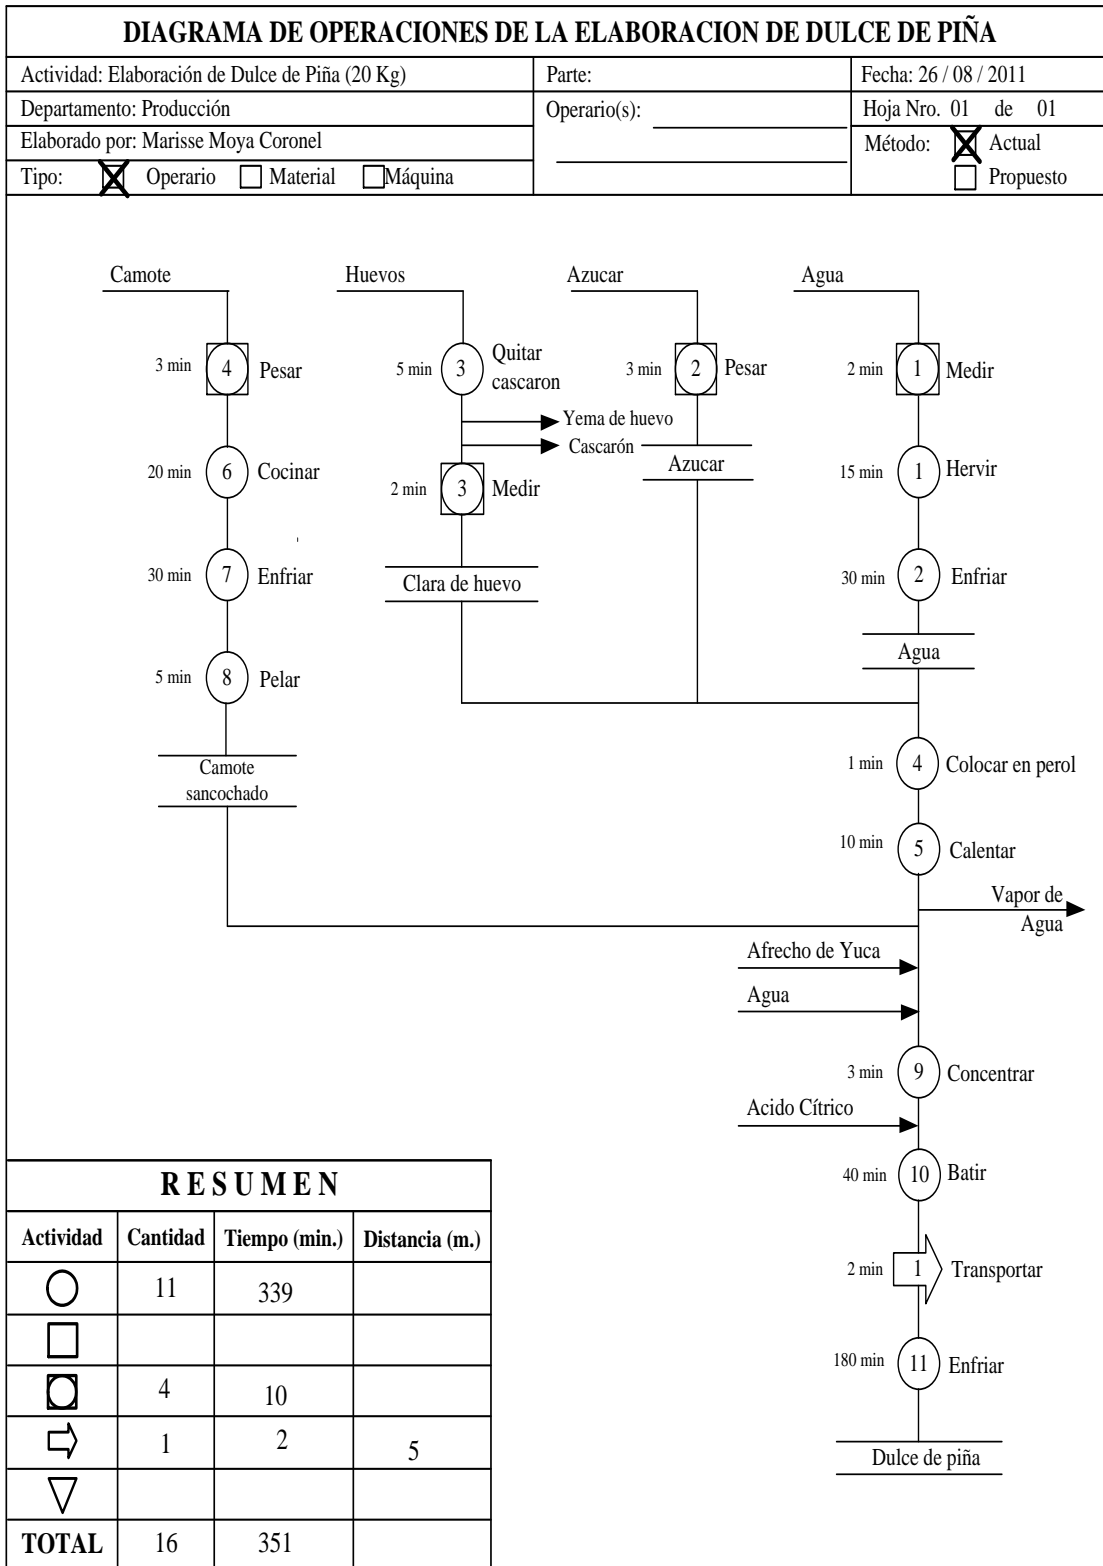 DIAGRAMA DE OPERACIONES DE LA ELABORACION DE DULCE DE PIÑA
Actividad: Elaboración de Dulce de Piña (20 Kg)
Parte:
Fecha: 26 / 08 / 2011
Departamento: Producción
Operario(s):
Hoja Nro. 01 de 01
Elaborado por: Marisse Moya Coronel
Método: Actual
Tipo: Operario Material Máquina
Propuesto
Camote
Huevos
Azucar
Agua
3 min 4 Pesar
5 min 3 Quitar
cascaron
3 min 2 Pesar
2 min 1 Medir
Yema de huevo
Cascarón
Azucar
20 min 6 Cocinar
2 min 3 Medir
15 min 1 Hervir
30 min 7 Enfriar
Clara de huevo
30 min 2 Enfriar
Agua
5 min 8 Pelar
Camote
sancochado
1 min 4 Colocar en perol
10 min 5 Calentar
Vapor de
Agua
Afrecho de Yuca
Agua
3 min 9 Concentrar
Acido Cítrico
40 min 10 Batir
2 min 1 Transportar
180 min 11 Enfriar
Dulce de piña
RESUMEN
Actividad Cantidad Tiempo (min.) Distancia (m.)
11 339
4 10
1 2 5
TOTAL 16 351